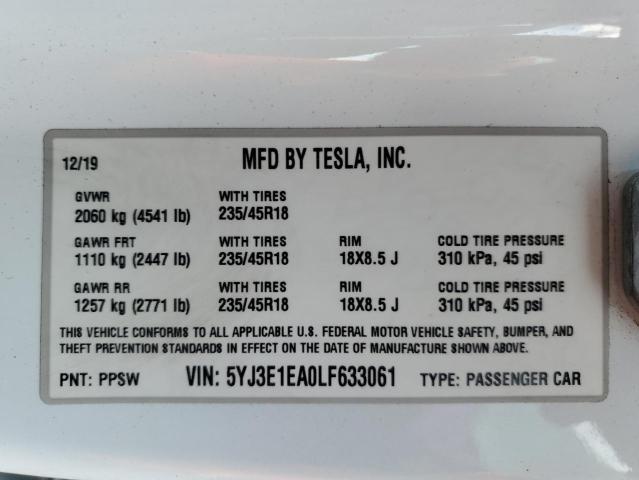 12/19 MFD BY TESLA, INC.
GVWR WITH TIRES
2060 kg (4541 lb) 235/45R18
GAWR FRT WITH TIRES RIM COLD TIRE PRESSURE
1110 kg (2447 lb) 235/45R18 18X8.5 J 310 kPa, 45 psi
GAWR RR WITH TIRES RIM COLD TIRE PRESSURE
1257 kg (2771 lb) 235/45R18 18X8.5 J 310 kPa, 45 psi
THIS VEHICLE CONFORMS TO ALL APPLICABLE U.S. FEDERAL MOTOR VEHICLE SAFETY, BUMPER, AND
THEFT PREVENTION STANDARDS IN EFFECT ON THE DATE OF MANUFACTURE SHOWN ABOVE.
PNT: PPSW VIN: 5YJ3E1EA0LF633061 TYPE: PASSENGER CAR